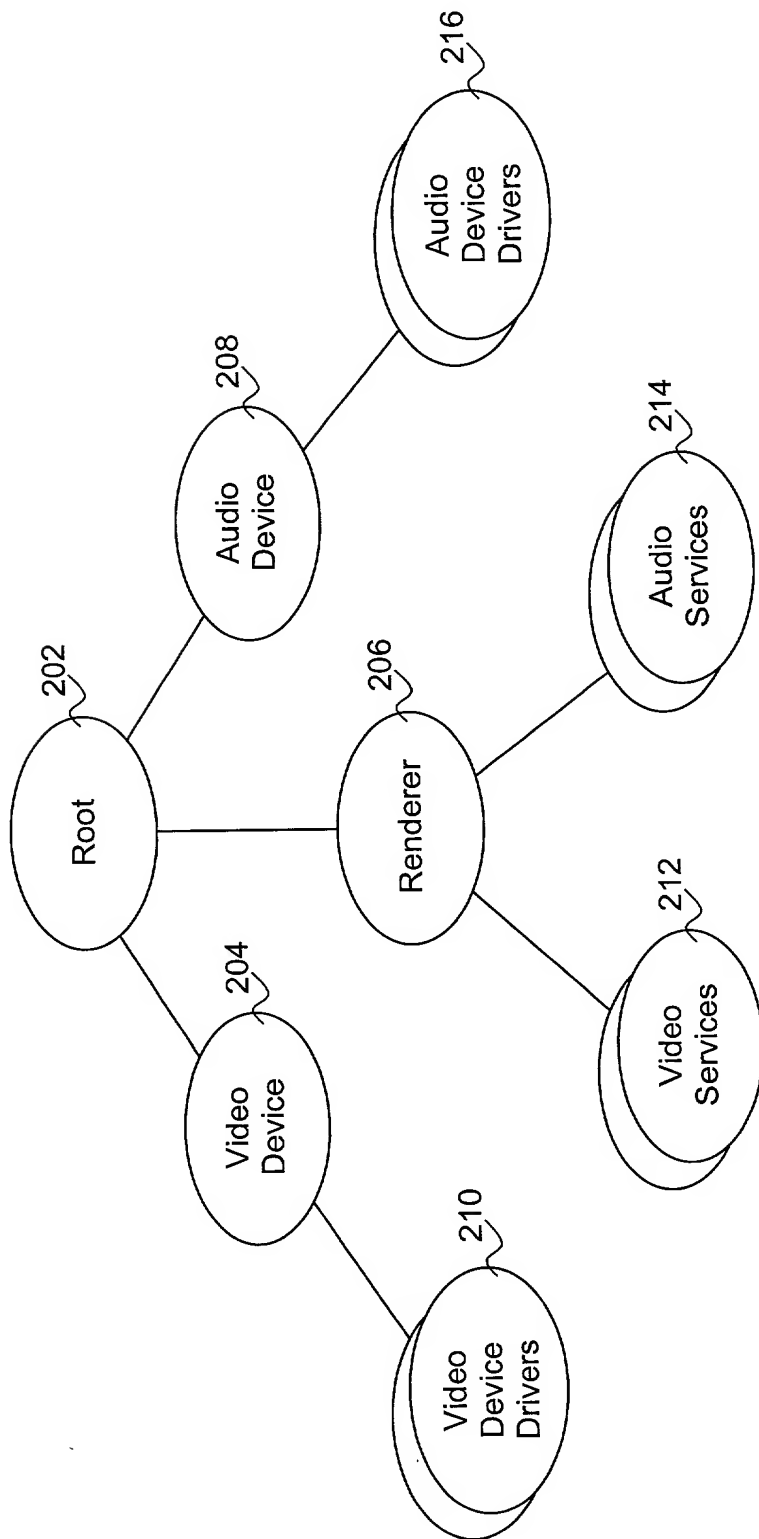 202
Root
204
Video
Device
206
Renderer
208
Audio
Device
210
Video
Device
Drivers
212
Video
Services
214
Audio
Services
216
Audio
Device
Drivers